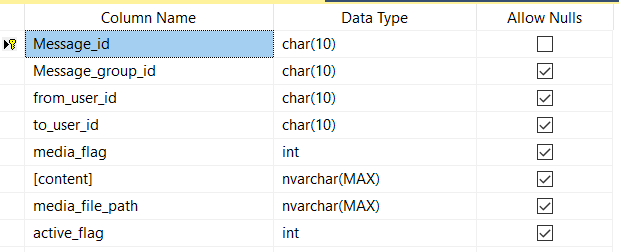 Column Name Data Type Allow Nulls
Message_id char(10)
Message_group_id char(10)
from_user_id char(10)
to_user_id char(10)
media_flag int
[content] nvarchar(MAX)
media_file_path nvarchar(MAX)
active_flag int